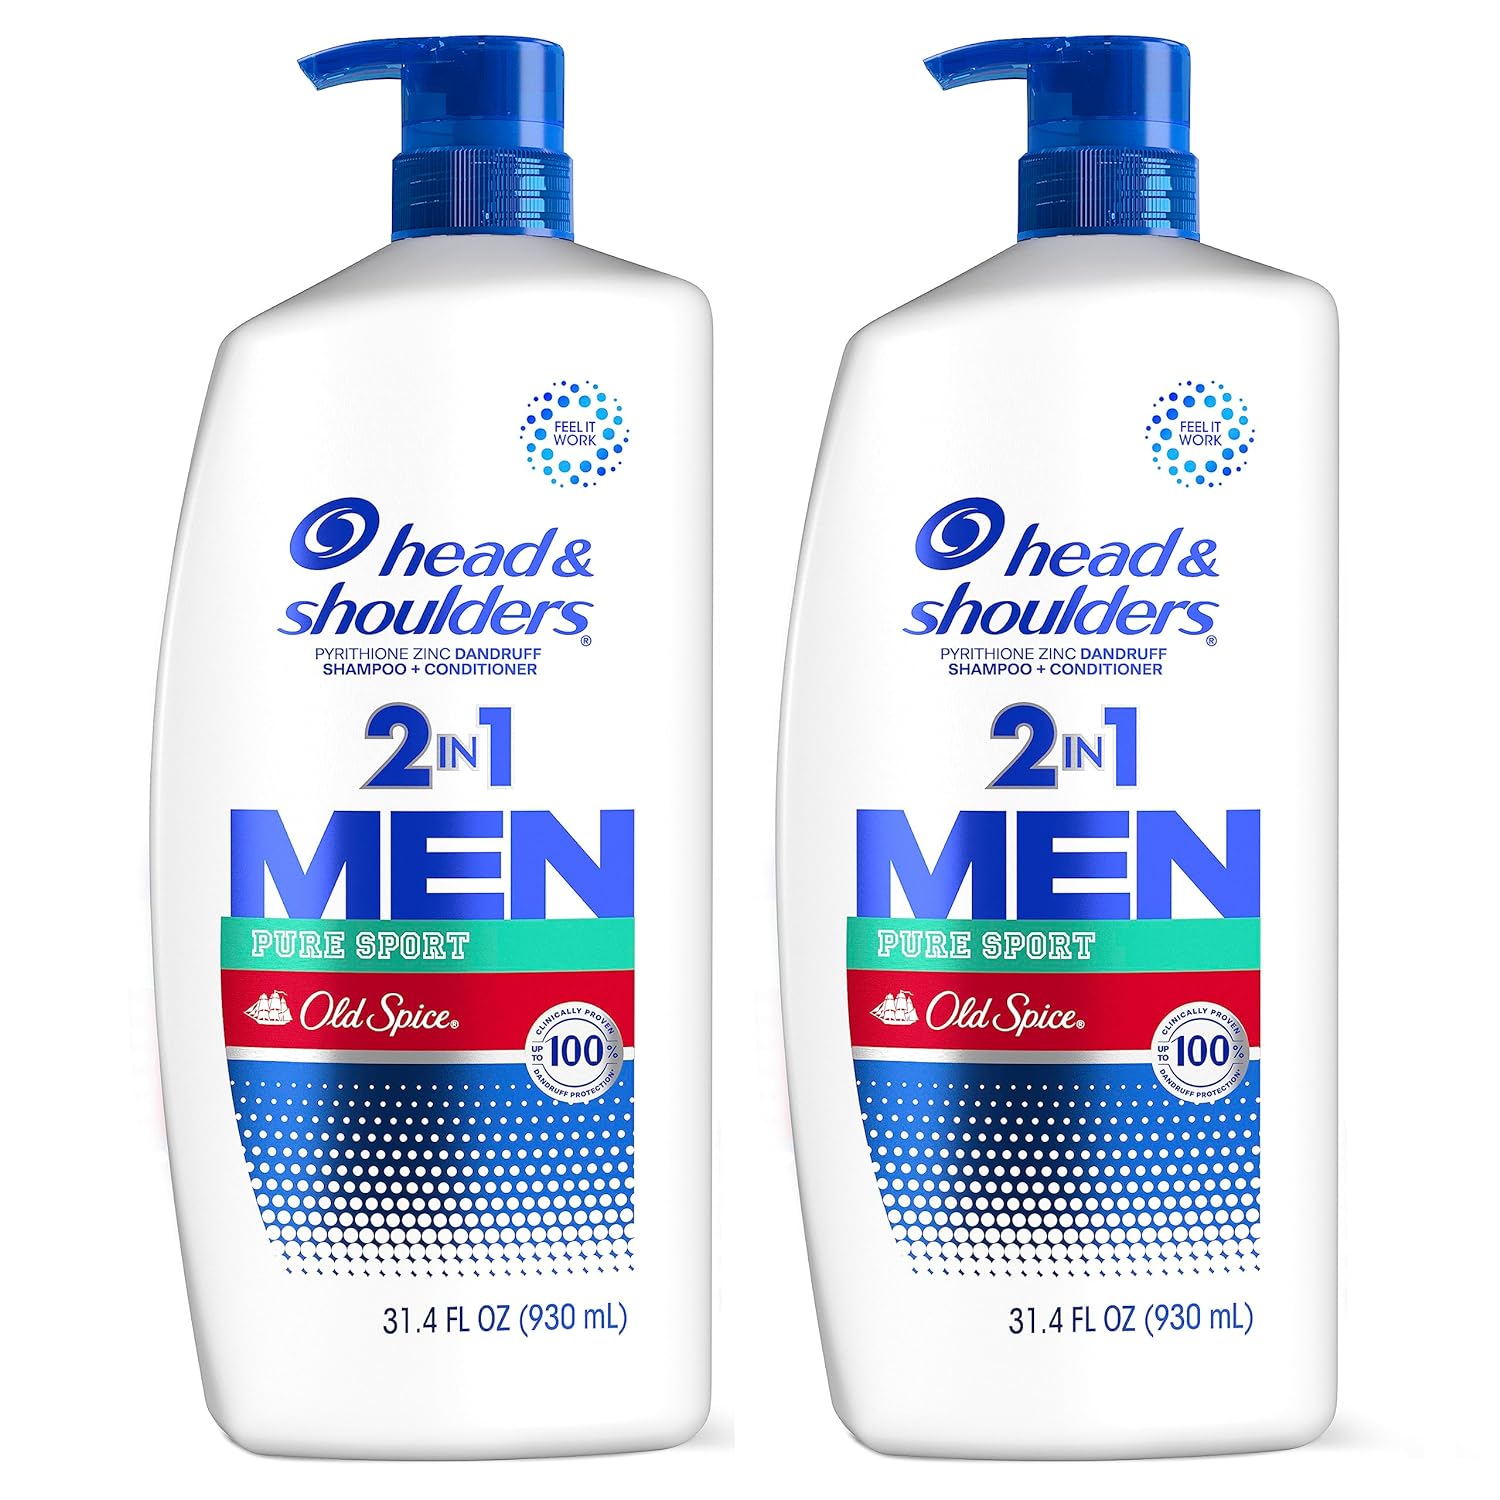 FEEL IT
WORK
head &
shoulders®
PYRITHIONE ZINC DANDRUFF
SHAMPOO + CONDITIONER
2 IN 1
MEN
PURE SPORT
Old Spice®
CLINICALLY PROVEN
UP TO 100%
DANDRUFF PROTECTION*
31.4 FL OZ (930 mL)
FEEL IT
WORK
head &
shoulders®
PYRITHIONE ZINC DANDRUFF
SHAMPOO + CONDITIONER
2 IN 1
MEN
PURE SPORT
Old Spice®
CLINICALLY PROVEN
UP TO 100%
DANDRUFF PROTECTION*
31.4 FL OZ (930 mL)